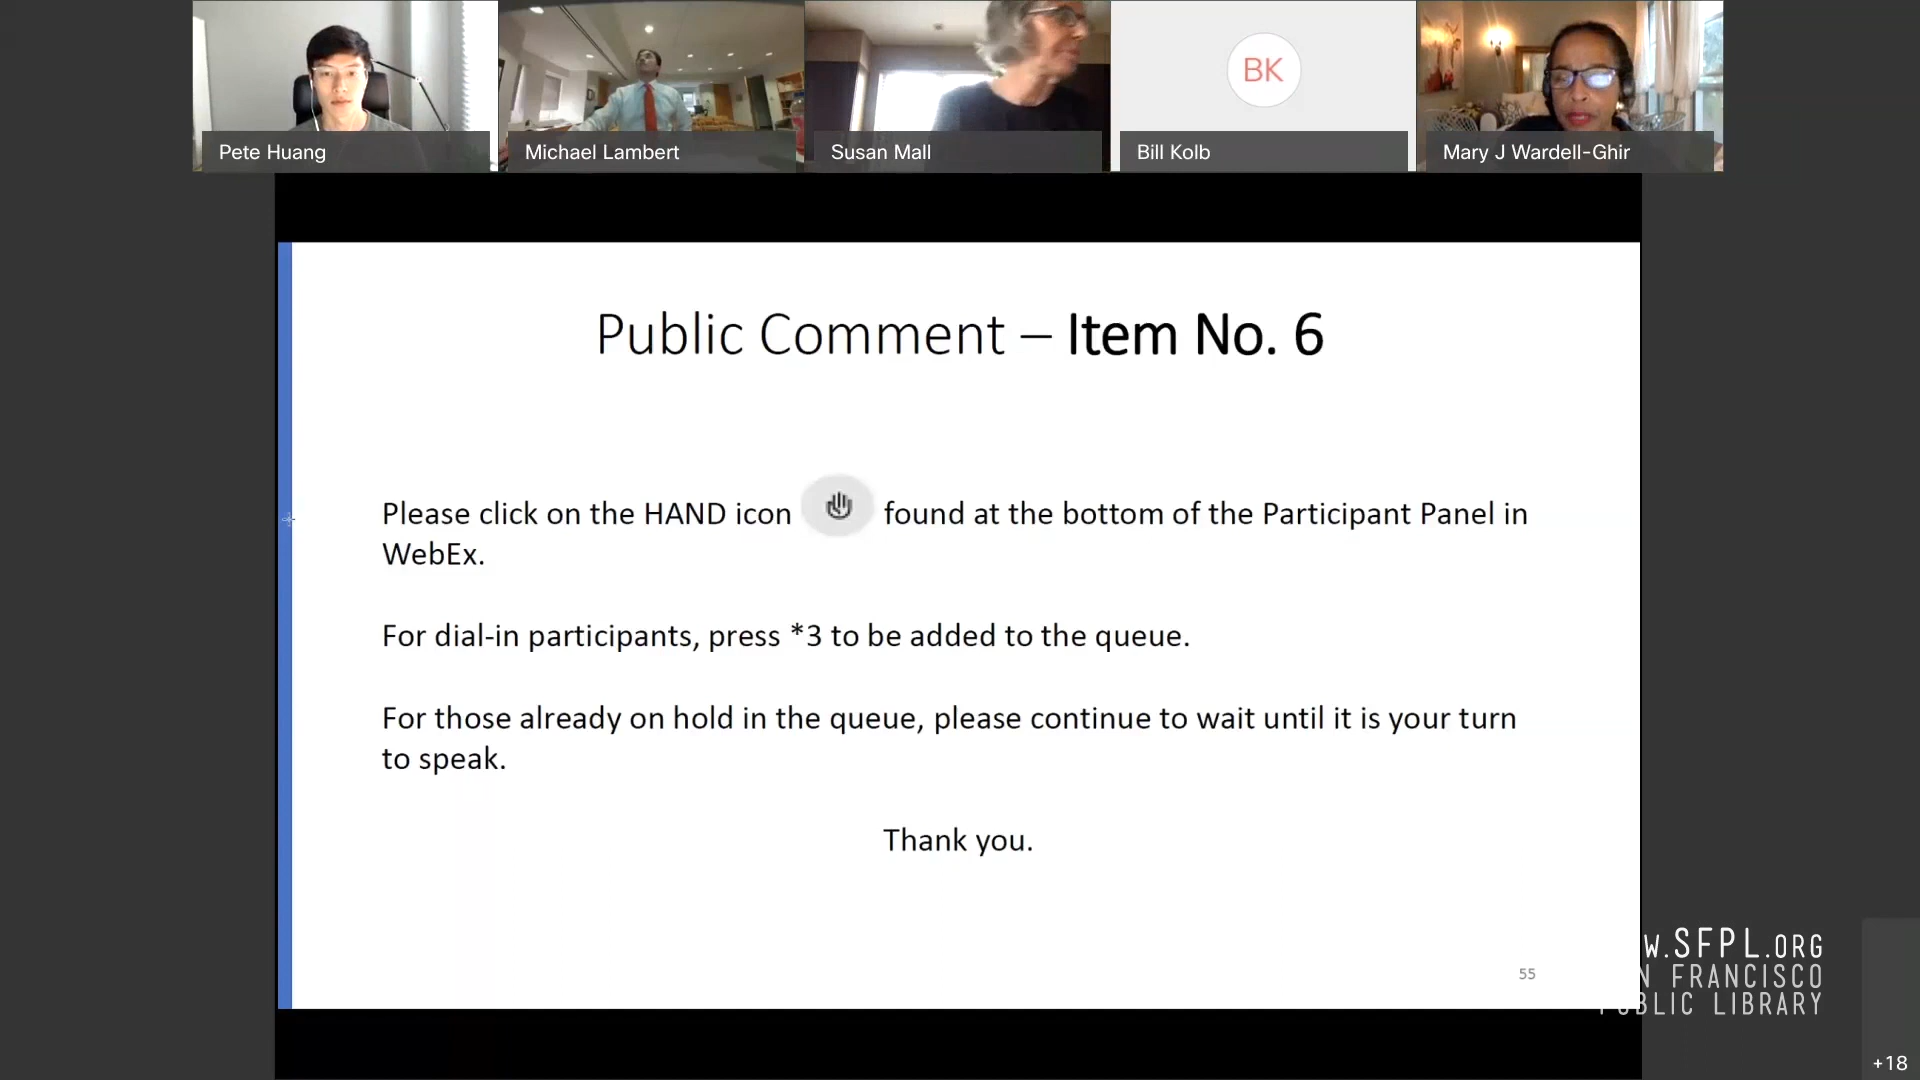 Pete Huang
Michael Lambert
Susan Mall
BK
Bill Kolb
Mary J Wardell-Ghir
Public Comment – Item No. 6
Please click on the HAND icon found at the bottom of the Participant Panel in
WebEx.
For dial-in participants, press *3 to be added to the queue.
For those already on hold in the queue, please continue to wait until it is your turn
to speak.
Thank you.
55
W.SFPL.ORG
N FRANCISCO
PUBLIC LIBRARY
+18